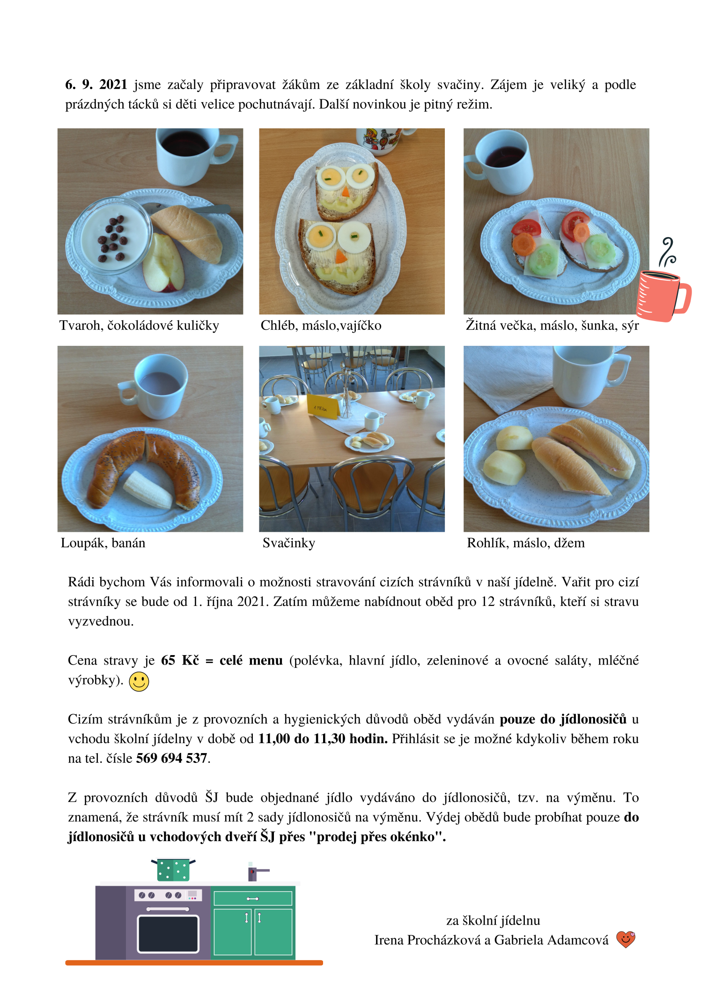 6. 9. 2021 jsme začaly připravovat žákům ze základní školy svačiny. Zájem je veliký a podle
prázdných tácků si děti velice pochutnávají. Další novinkou je pitný režim.
Tvaroh, čokoládové kuličky
Chléb, máslo,vajíčko
Žitná večka, máslo, šunka, sýr
1 TŘÍDA
Loupák, banán
Svačinky
Rohlík, máslo, džem
Rádi bychom Vás informovali o možnosti stravování cizích strávníků v naší jídelně. Vařit pro cizí
strávníky se bude od 1. října 2021. Zatím můžeme nabídnout oběd pro 12 strávníků, kteří si stravu
vyzvednou.
Cena stravy je 65 Kč = celé menu (polévka, hlavní jídlo, zeleninové a ovocné saláty, mléčné
výrobky).
Cizím strávníkům je z provozních a hygienických důvodů oběd vydáván pouze do jídlonosičů u
vchodu školní jídelny v době od 11,00 do 11,30 hodin. Přihlásit se je možné kdykoliv během roku
na tel. čísle 569 694 537.
Z provozních důvodů ŠJ bude objednané jídlo vydáváno do jídlonosičů, tzv. na výměnu. To
znamená, že strávník musí mít 2 sady jídlonosičů na výměnu. Výdej obědů bude probíhat pouze do
jídlonosičů u vchodových dveří ŠJ přes "prodej přes okénko".
za školní jídelnu
Irena Procházková a Gabriela Adamcová